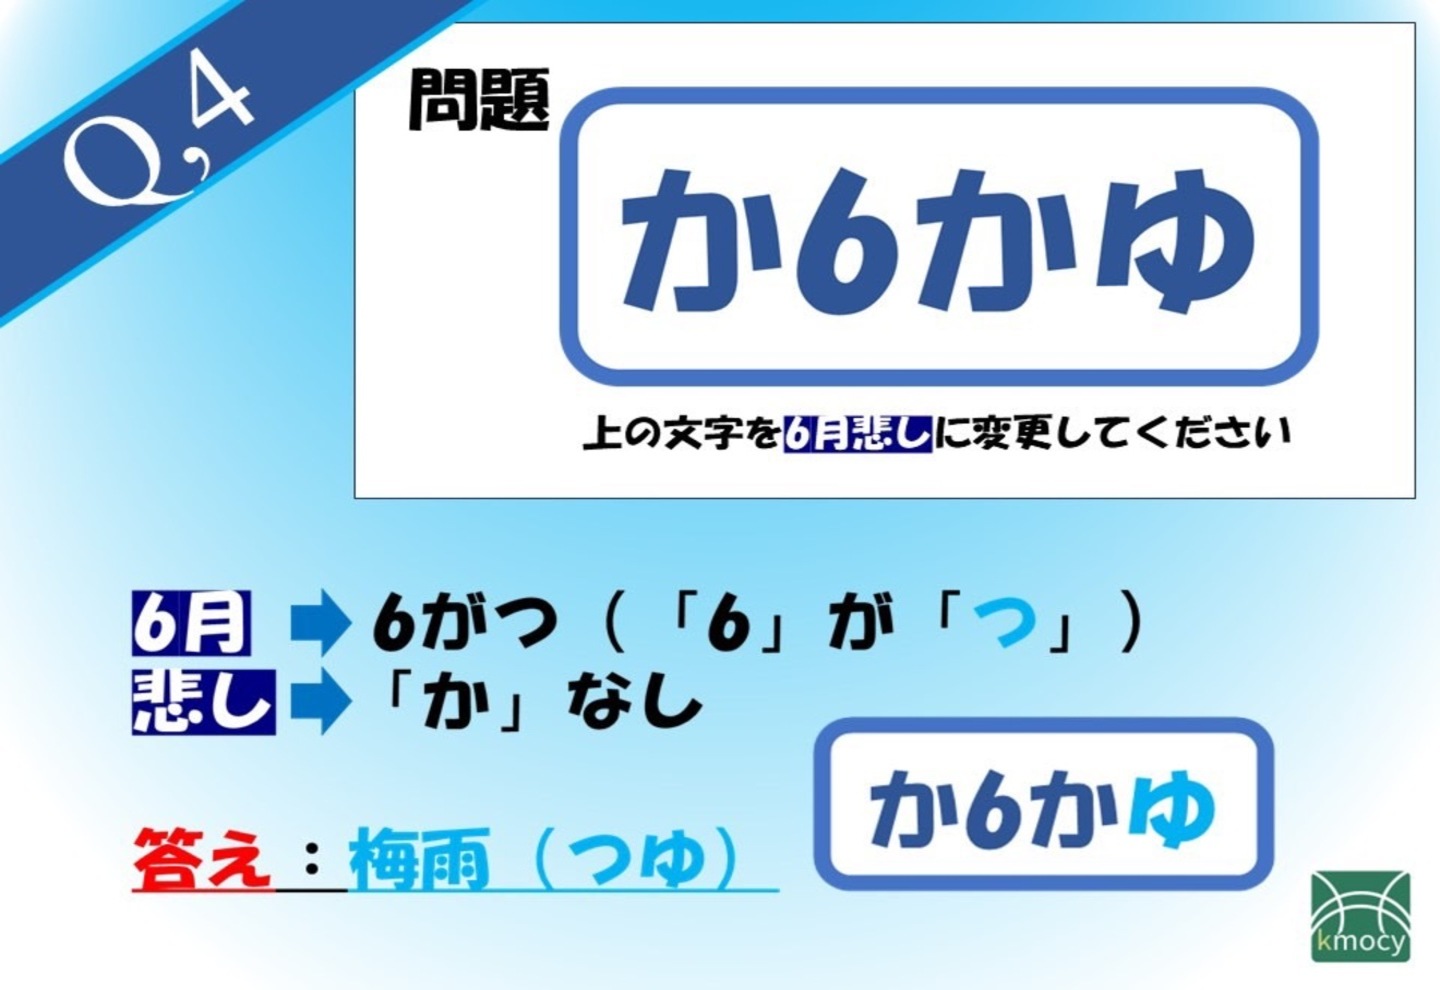 Q,4
問題
か6かゆ
上の文字を6月悲しに変更してください
6月 ➡ 6がつ（「6」が「つ」）
悲し ➡ 「か」なし
か6かゆ
答え：梅雨（つゆ）
kmocy